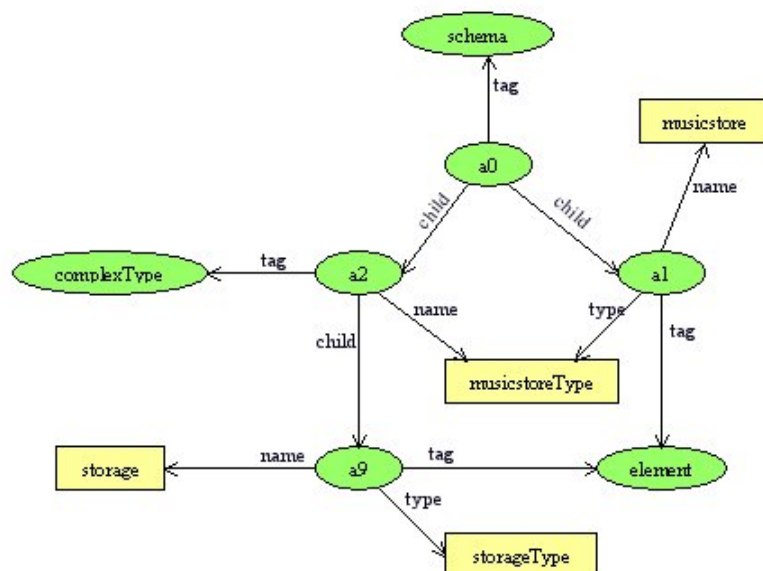 schema
tag
musicstore
a0
name
child
child
complexType
tag
a2
a1
name
type
tag
child
musicstoreType
storage
name
a9
tag
element
type
storageType